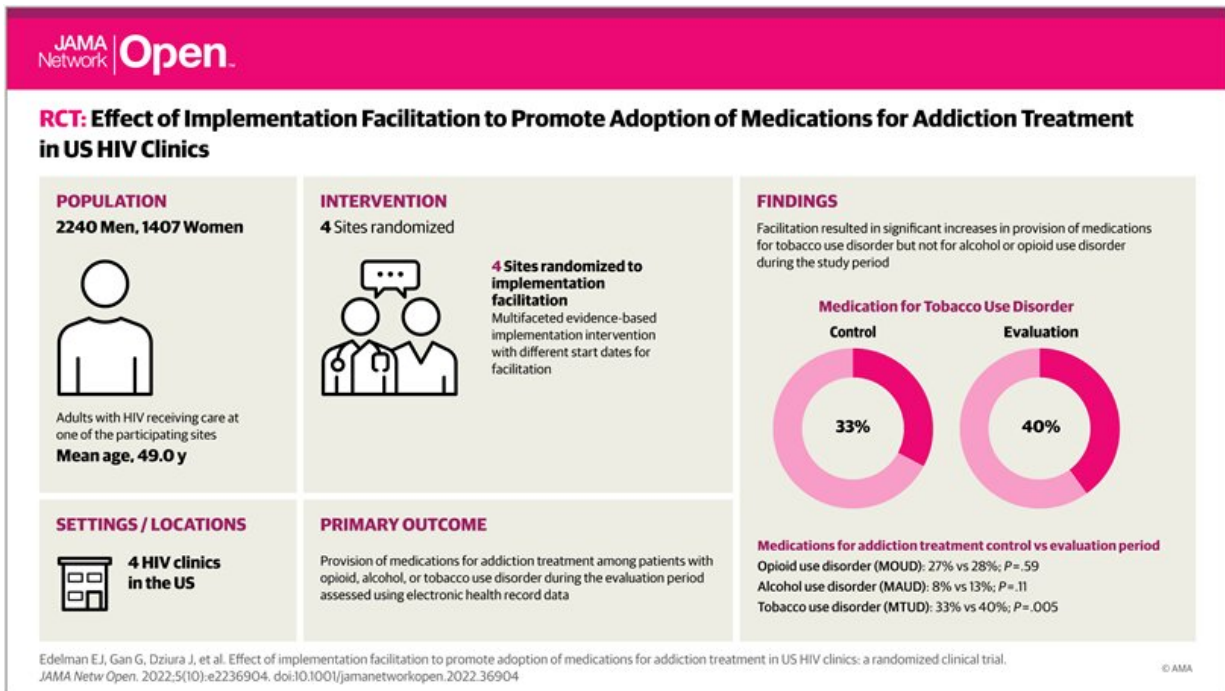 JAMA Network | Open™
RCT: Effect of Implementation Facilitation to Promote Adoption of Medications for Addiction Treatment
in US HIV Clinics
POPULATION
2240 Men, 1407 Women
Adults with HIV receiving care at
one of the participating sites
Mean age, 49.0 y
INTERVENTION
4 Sites randomized
4 Sites randomized to
implementation
facilitation
Multifaceted evidence-based
implementation intervention
with different start dates for
facilitation
SETTINGS / LOCATIONS
4 HIV clinics
in the US
PRIMARY OUTCOME
Provision of medications for addiction treatment among patients with
opioid, alcohol, or tobacco use disorder during the evaluation period
assessed using electronic health record data
FINDINGS
Facilitation resulted in significant increases in provision of medications
for tobacco use disorder but not for alcohol or opioid use disorder
during the study period
Medication for Tobacco Use Disorder
Control Evaluation
33% 40%
Medications for addiction treatment control vs evaluation period
Opioid use disorder (MOUD): 27% vs 28%; P=.59
Alcohol use disorder (MAUD): 8% vs 13%; P=.11
Tobacco use disorder (MTUD): 33% vs 40%; P=.005
Edelman EJ, Gan G, Dziura J, et al. Effect of implementation facilitation to promote adoption of medications for addiction treatment in US HIV clinics: a randomized clinical trial.
JAMA Netw Open. 2022;5(10):e2236904. doi:10.1001/jamanetworkopen.2022.36904
© AMA